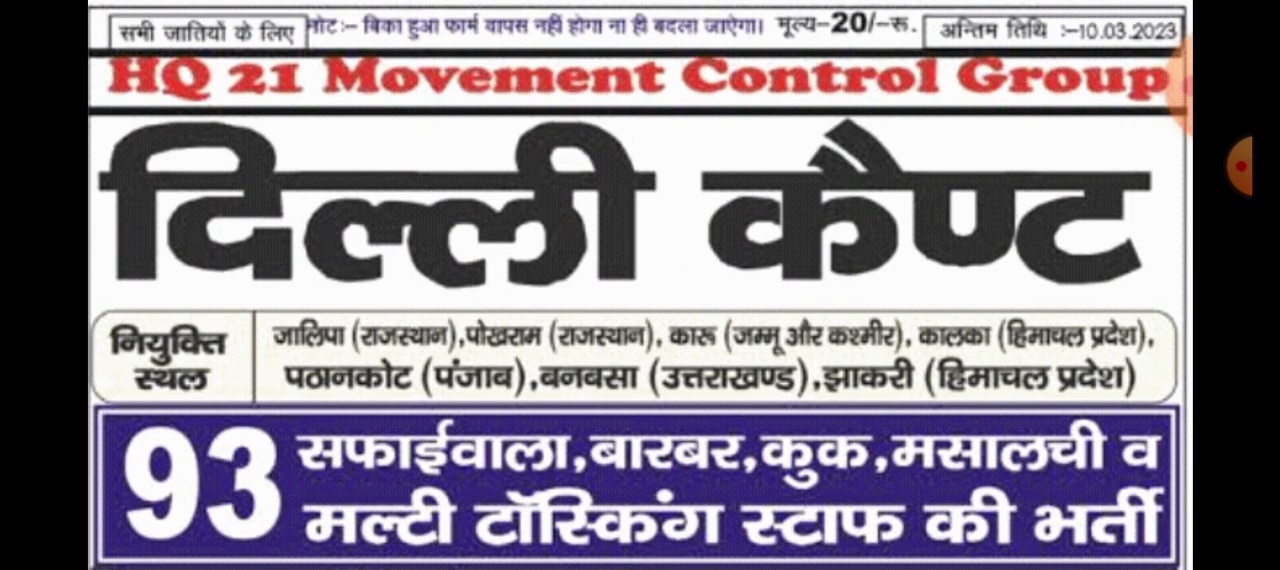 सभी जातियों के लिए नोट:– बिका हुआ फार्म वापस नहीं होगा ना ही बदला जाऐगा। मूल्य–20/–रू. अन्तिम तिथि :–10.03.2023
HQ 21 Movement Control Group
दिल्ली कैण्ट
नियुक्ति स्थल
जालिपा (राजस्थान),पोखराम (राजस्थान), कारू (जम्मू और कश्मीर), कालका (हिमाचल प्रदेश),
पठानकोट (पंजाब),बनबसा (उत्तराखण्ड),झाकरी (हिमाचल प्रदेश)
93 सफाईवाला,बारबर,कुक,मसालची व
मल्टी टॉस्किंग स्टाफ की भर्ती